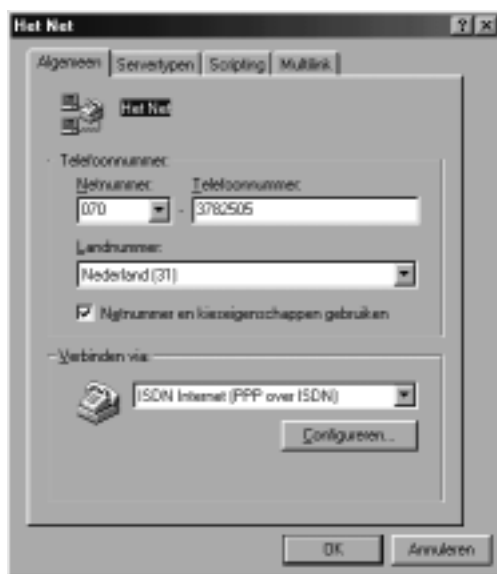 Het Net
Algemeen Servertypen Scripting Multilink
Het Net
Telefoonnummer:
Netnummer: Telefoonnummer:
070 - 3782505
Landnummer:
Nederland (31)
Netnummer en kieseigenschappen gebruiken
Verbinden via:
ISDN Internet (PPP over ISDN)
Configureren...
OK Annuleren